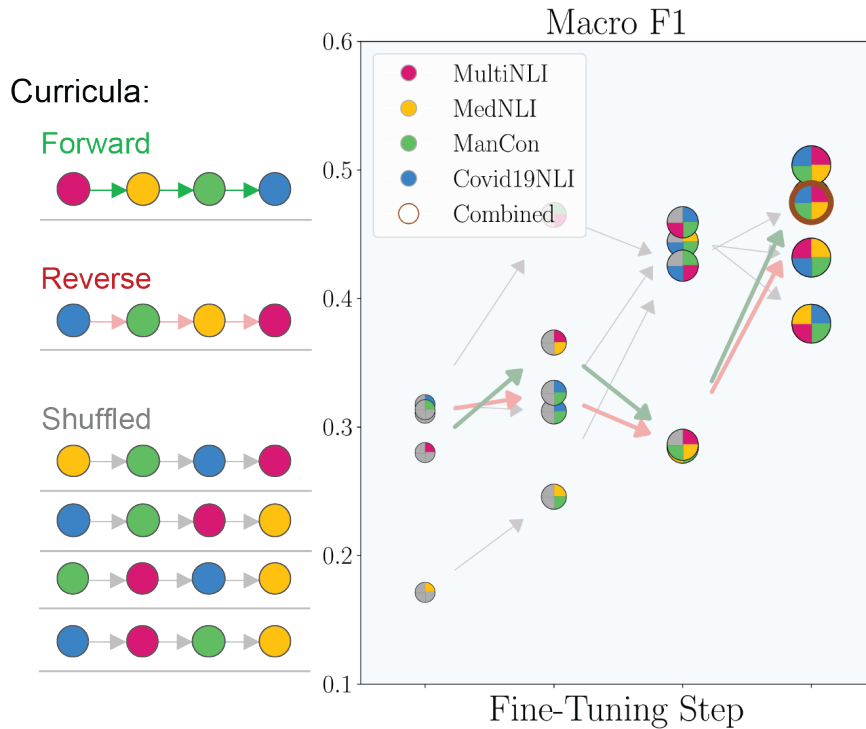 Curricula:
Forward
Reverse
Shuffled
Macro F1
0.6
0.5
0.4
0.3
0.2
0.1
MultiNLI
MedNLI
ManCon
Covid19NLI
Combined
Fine-Tuning Step